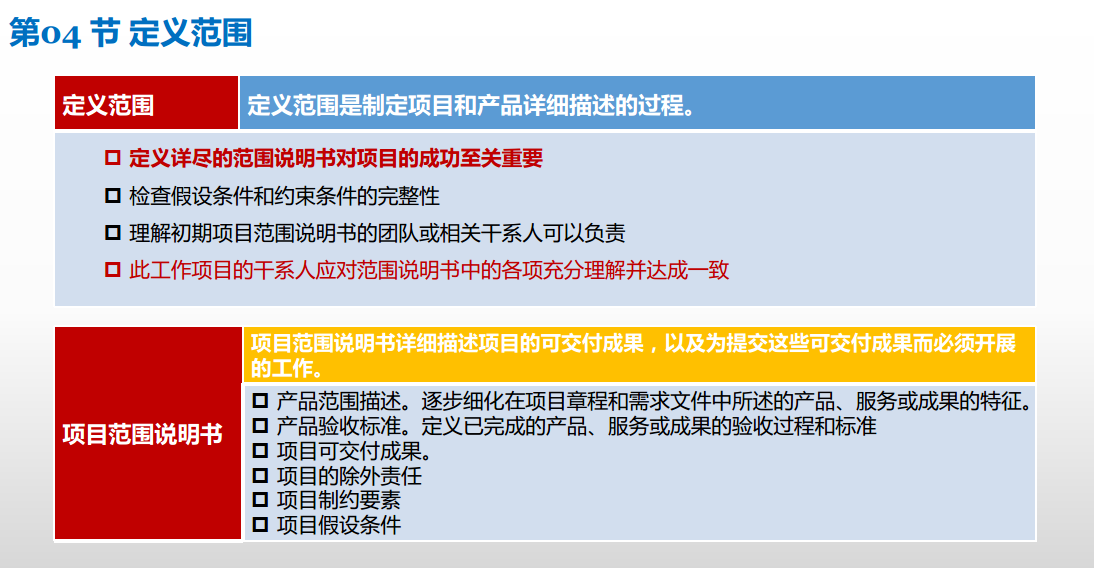 第04 节 定义范围
定义范围
定义范围是制定项目和产品详细描述的过程。
定义详尽的范围说明书对项目的成功至关重要
检查假设条件和约束条件的完整性
理解初期项目范围说明书的团队或相关干系人可以负责
此工作项目的干系人应对范围说明书中的各项充分理解并达成一致
项目范围说明书
项目范围说明书详细描述项目的可交付成果，以及为提交这些可交付成果而必须开展
的工作。
产品范围描述。逐步细化在项目章程和需求文件中所述的产品、服务或成果的特征。
产品验收标准。定义已完成的产品、服务或成果的验收过程和标准
项目可交付成果。
项目的除外责任
项目制约要素
项目假设条件